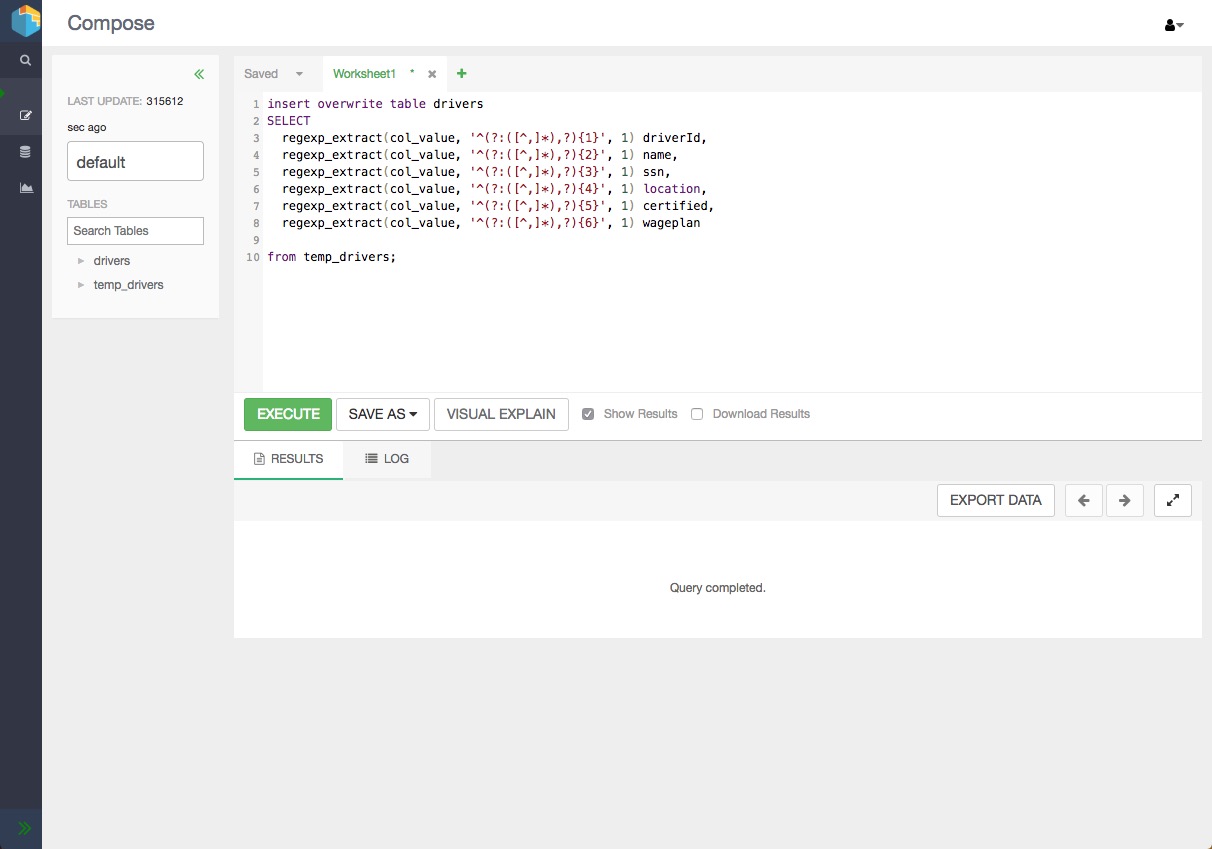 Compose
LAST UPDATE: 315612
sec ago
default
TABLES
Search Tables
drivers
temp_drivers
Saved
Worksheet1 *
1 insert overwrite table drivers
2 SELECT
3 regexp_extract(col_value, '^(?:([^,]*),?){1}', 1) driverId,
4 regexp_extract(col_value, '^(?:([^,]*),?){2}', 1) name,
5 regexp_extract(col_value, '^(?:([^,]*),?){3}', 1) ssn,
6 regexp_extract(col_value, '^(?:([^,]*),?){4}', 1) location,
7 regexp_extract(col_value, '^(?:([^,]*),?){5}', 1) certified,
8 regexp_extract(col_value, '^(?:([^,]*),?){6}', 1) wageplan
9
10 from temp_drivers;
EXECUTE SAVE AS VISUAL EXPLAIN Show Results Download Results
RESULTS LOG
EXPORT DATA
Query completed.